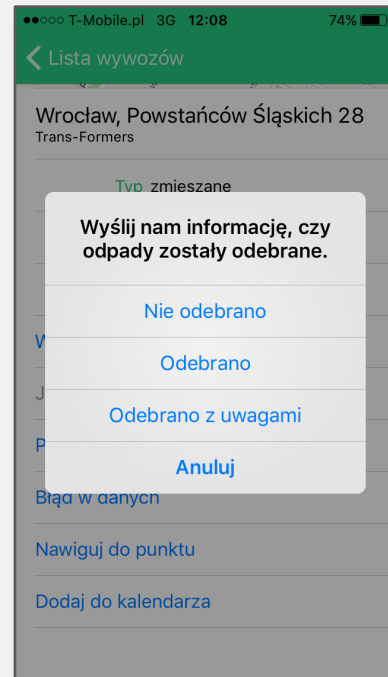 T-Mobile.pl 3G 12:08 74%
Lista wywozów
Wrocław, Powstańców Śląskich 28
Trans-Formers
Typ zmieszane
Wyślij nam informację, czy
odpady zostały odebrane.
Nie odebrano
Odebrano
Odebrano z uwagami
Anuluj
Błąd w danych
Nawiguj do punktu
Dodaj do kalendarza